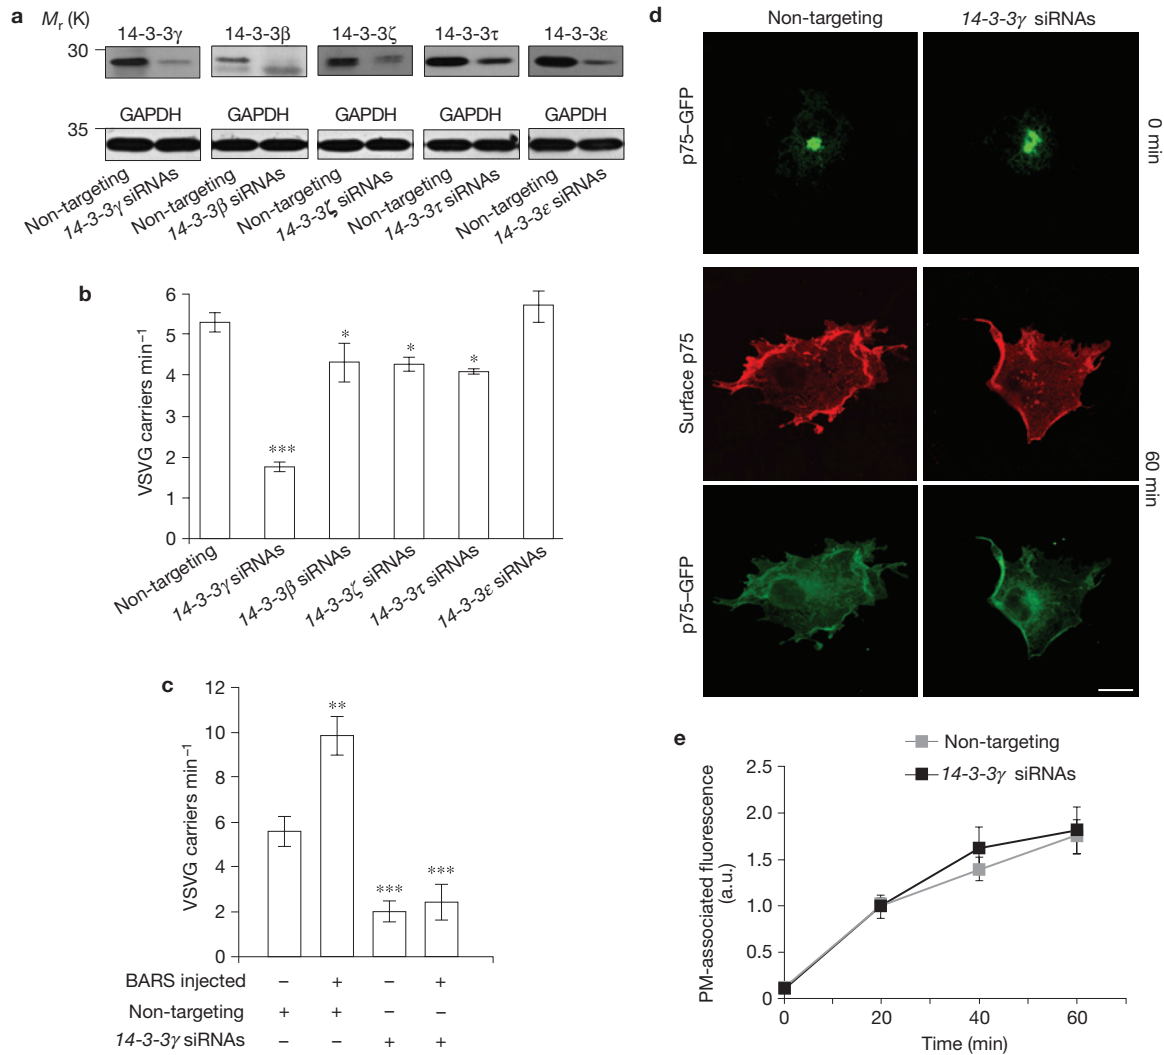 a
Mr (K)
14-3-3γ 14-3-3β 14-3-3ζ 14-3-3τ 14-3-3ε
30
GAPDH GAPDH GAPDH GAPDH GAPDH
35
Non-targeting
14-3-3γ siRNAs
Non-targeting
14-3-3β siRNAs
Non-targeting
14-3-3ζ siRNAs
Non-targeting
14-3-3τ siRNAs
Non-targeting
14-3-3ε siRNAs
b
VSVG carriers min−1
6
5
4
3
2
1
0
***
*
*
*
Non-targeting
14-3-3γ siRNAs
14-3-3β siRNAs
14-3-3ζ siRNAs
14-3-3τ siRNAs
14-3-3ε siRNAs
c
VSVG carriers min−1
12
10
8
6
4
2
0
**
***
***
BARS injected − + − +
Non-targeting + + − −
14-3-3γ siRNAs − − + +
d
Non-targeting 14-3-3γ siRNAs
p75–GFP
0 min
Surface p75
p75–GFP
60 min
e
Non-targeting
14-3-3γ siRNAs
PM-associated fluorescence
(a.u.)
2.5
2.0
1.5
1.0
0.5
0
0 20 40 60
Time (min)